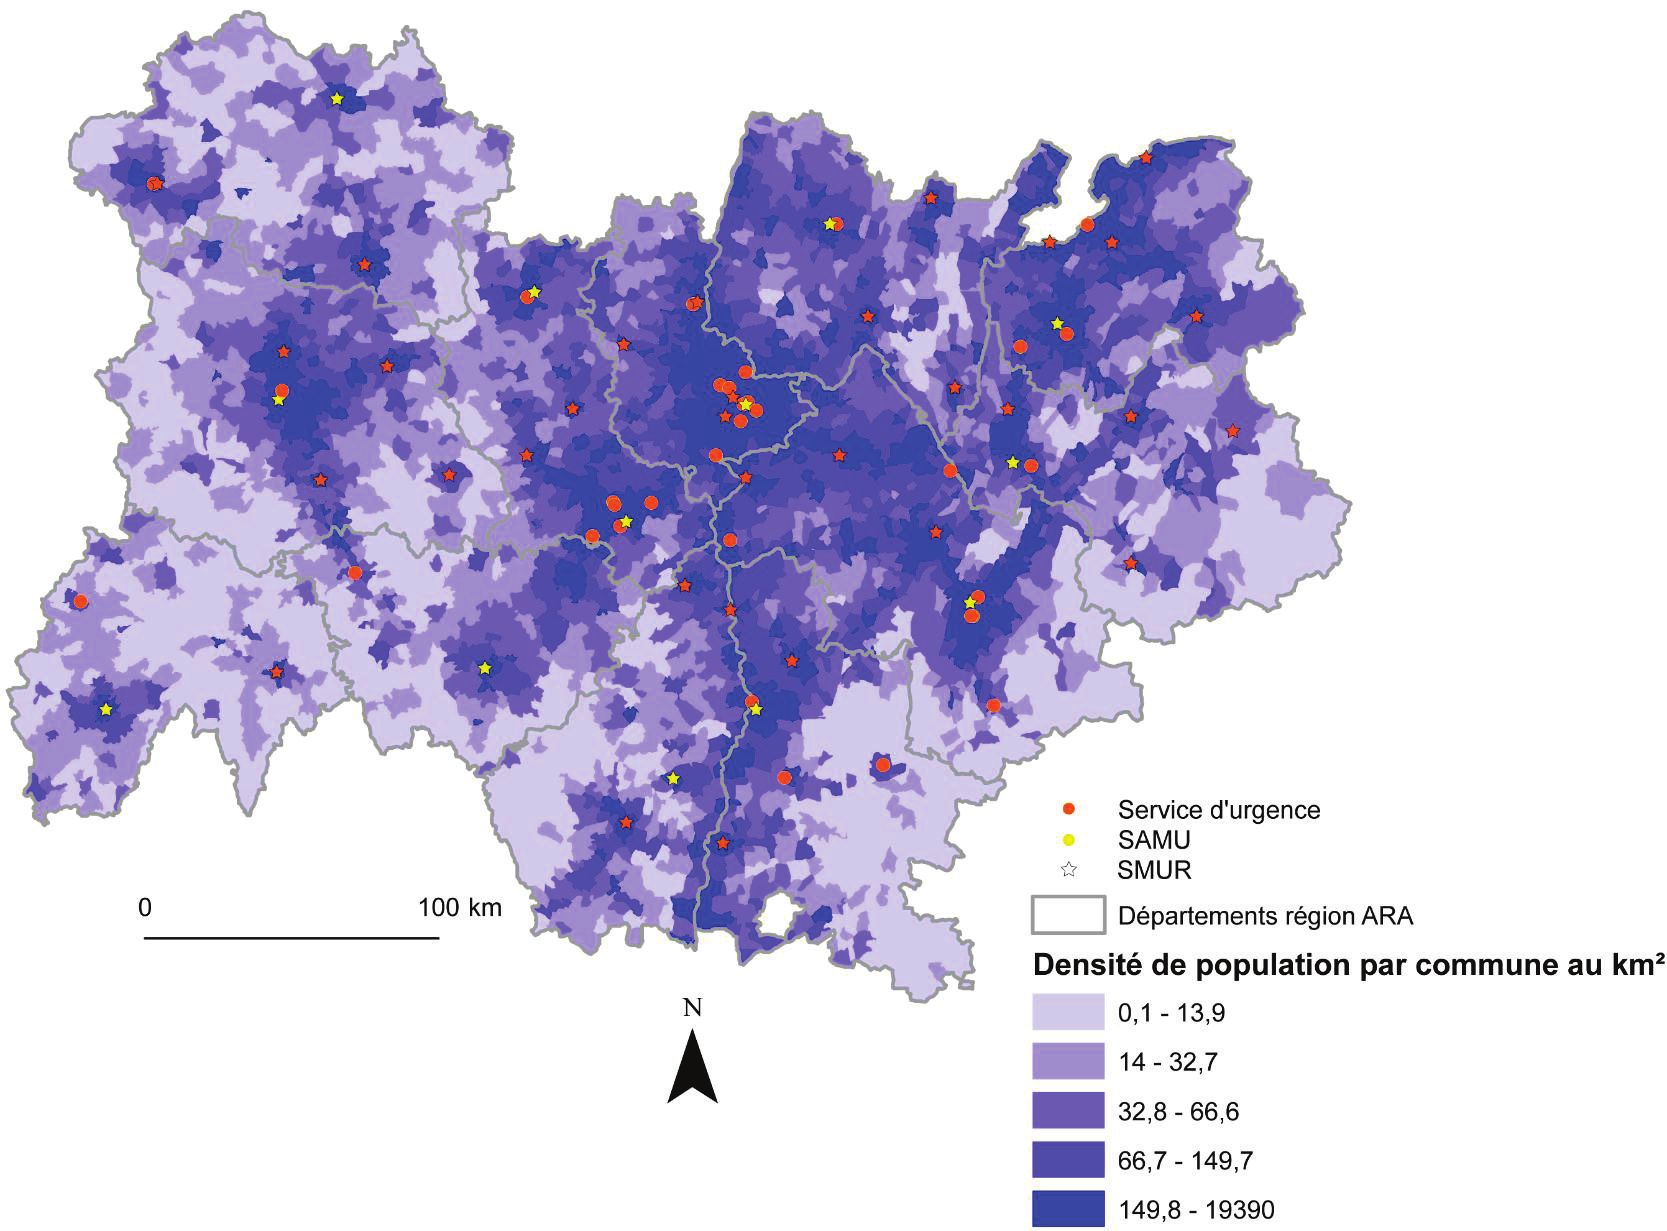 0 100 km
N
Service d'urgence
SAMU
SMUR
Départements région ARA
Densité de population par commune au km²
0,1 - 13,9
14 - 32,7
32,8 - 66,6
66,7 - 149,7
149,8 - 19390